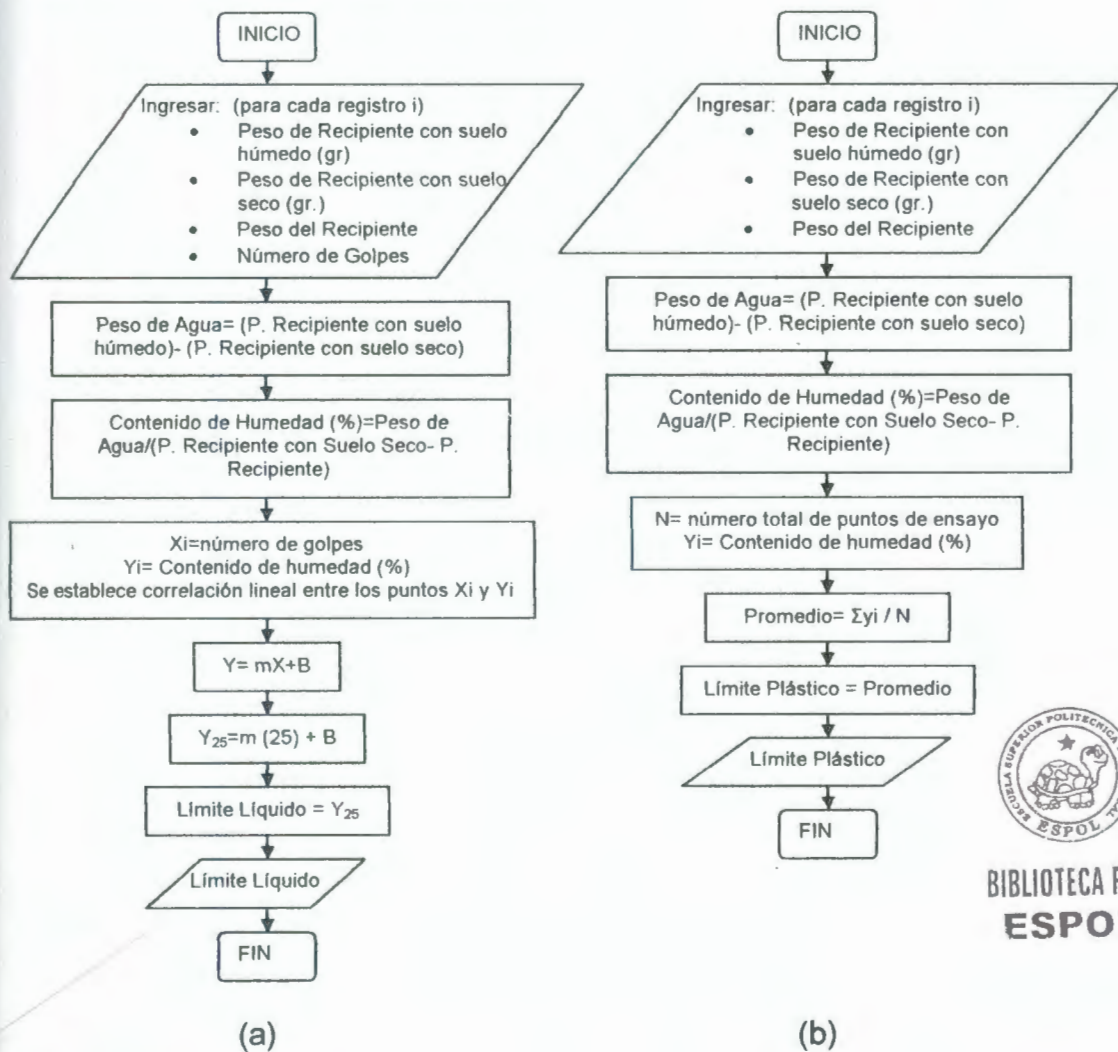 INICIO
Ingresar: (para cada registro i)
• Peso de Recipiente con suelo
húmedo (gr)
• Peso de Recipiente con suelo
seco (gr.)
• Peso del Recipiente
• Número de Golpes
Peso de Agua= (P. Recipiente con suelo
húmedo)- (P. Recipiente con suelo seco)
Contenido de Humedad (%)=Peso de
Agua/(P. Recipiente con Suelo Seco- P.
Recipiente)
Xi=número de golpes
Yi= Contenido de humedad (%)
Se establece correlación lineal entre los puntos Xi y Yi
Y= mX+B
Y₂₅=m (25) + B
Límite Líquido = Y₂₅
Límite Líquido
FIN
(a)
INICIO
Ingresar: (para cada registro i)
• Peso de Recipiente con
suelo húmedo (gr)
• Peso de Recipiente con
suelo seco (gr.)
• Peso del Recipiente
Peso de Agua= (P. Recipiente con suelo
húmedo)- (P. Recipiente con suelo seco)
Contenido de Humedad (%)=Peso de
Agua/(P. Recipiente con Suelo Seco- P.
Recipiente)
N= número total de puntos de ensayo
Yi= Contenido de humedad (%)
Promedio= Σyi / N
Límite Plástico = Promedio
Límite Plástico
FIN
(b)
ESCUELA SUPERIOR POLITECNICA
ESPOL
BIBLIOTECA
ESPO